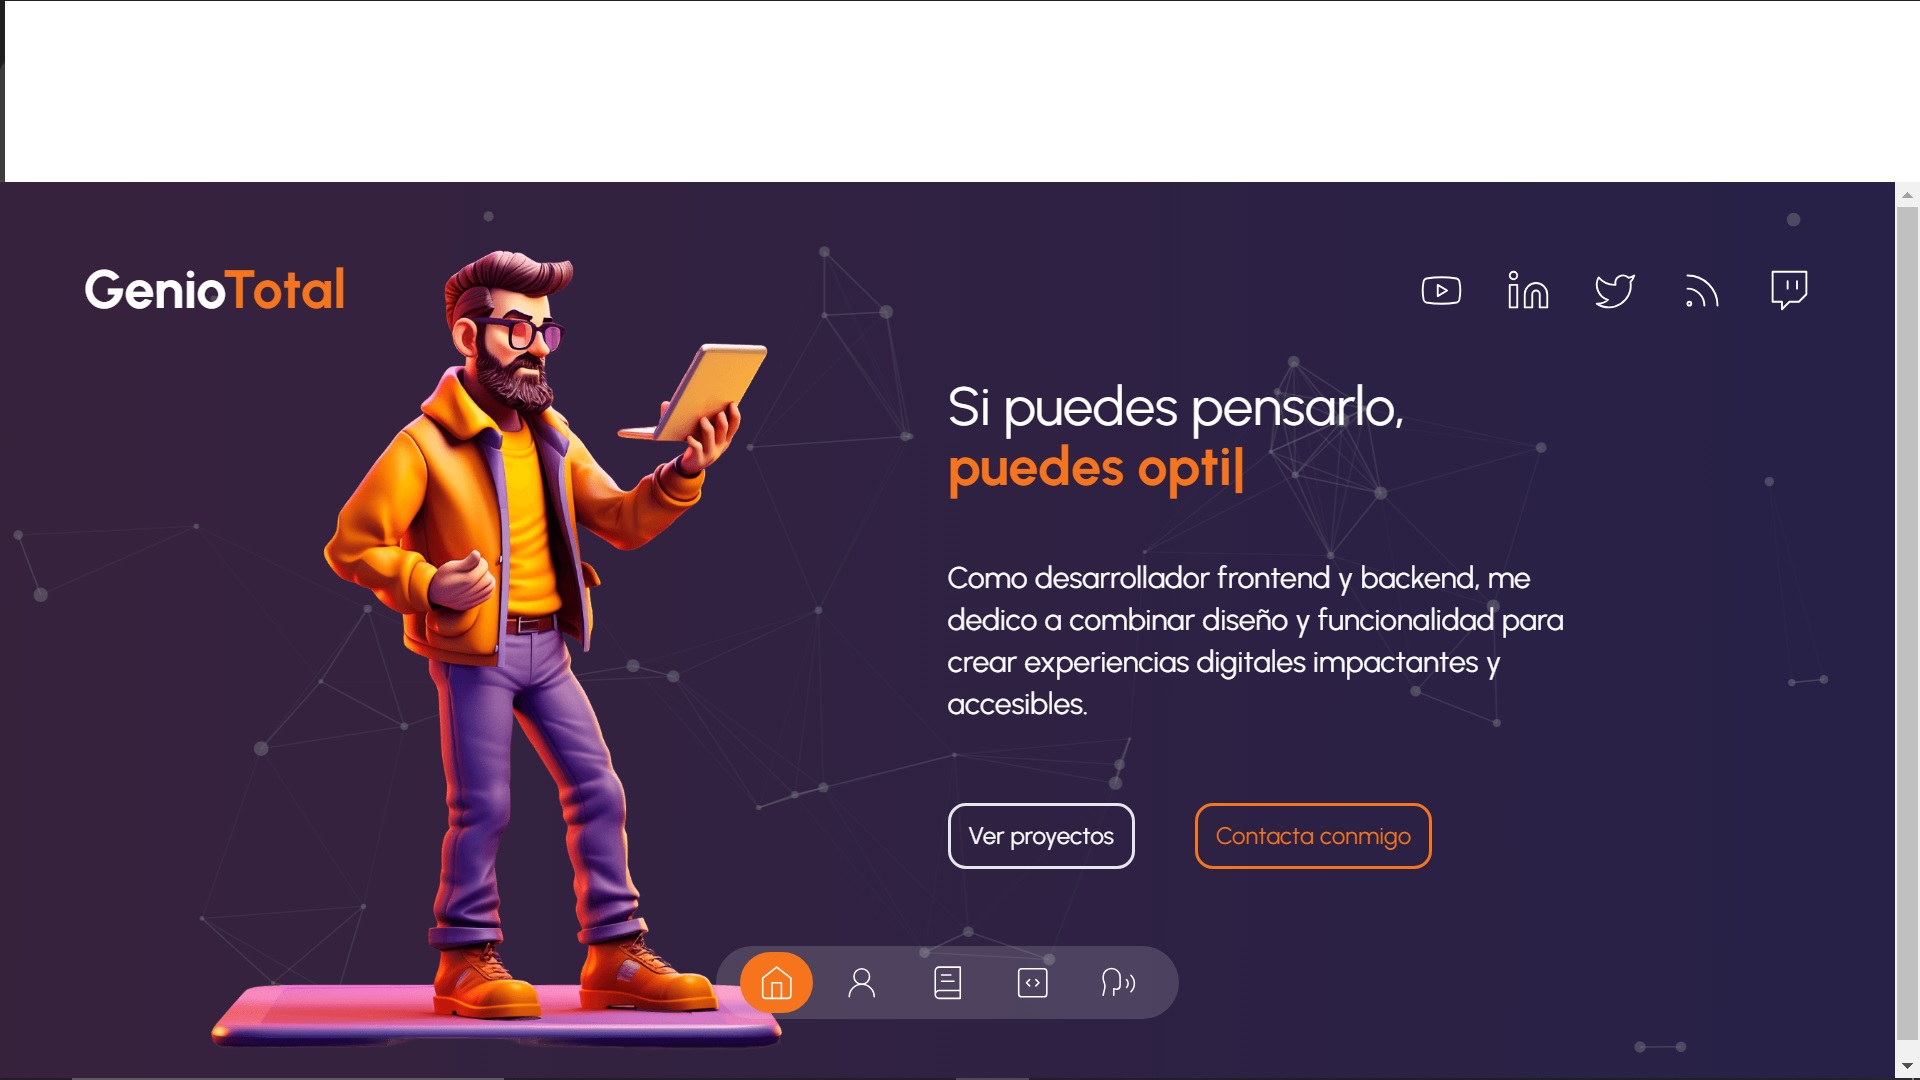 GenioTotal
Si puedes pensarlo,
puedes opti|
Como desarrollador frontend y backend, me
dedico a combinar diseño y funcionalidad para
crear experiencias digitales impactantes y
accesibles.
Ver proyectos
Contacta conmigo